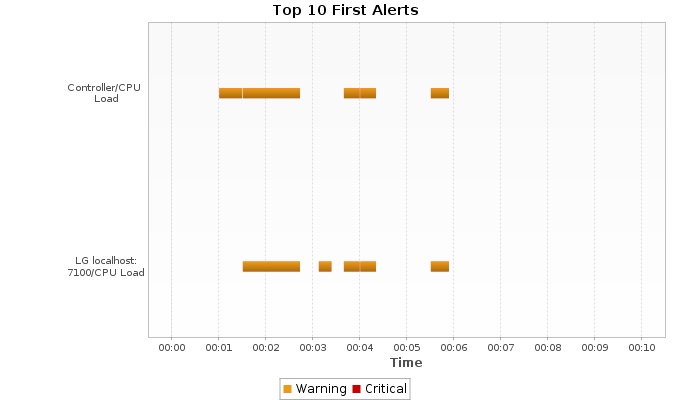 Top 10 First Alerts
Controller/CPU
Load
LG localhost:
7100/CPU Load
00:00 00:01 00:02 00:03 00:04 00:05 00:06 00:07 00:08 00:09 00:10
Time
Warning Critical